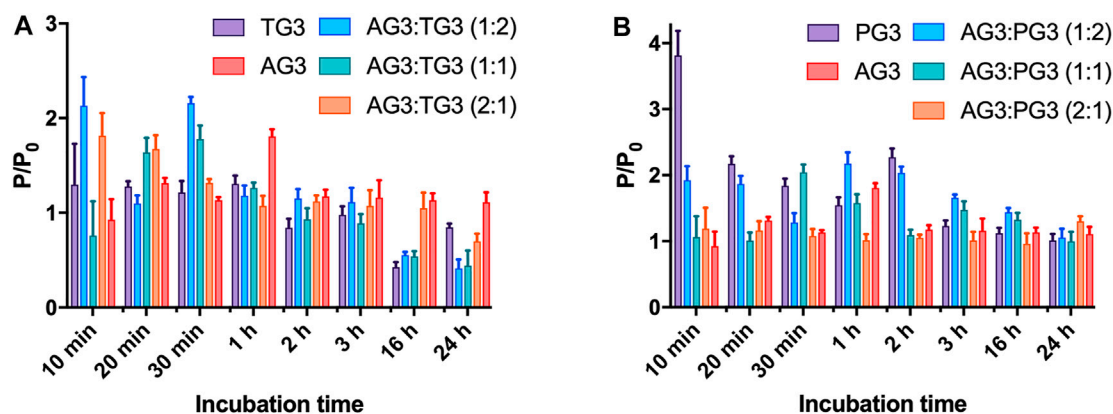 A
TG3 AG3:TG3 (1:2)
AG3 AG3:TG3 (1:1)
AG3:TG3 (2:1)
P/P0
3
2
1
0
10 min 20 min 30 min 1 h 2 h 3 h 16 h 24 h
Incubation time
B
PG3 AG3:PG3 (1:2)
AG3 AG3:PG3 (1:1)
AG3:PG3 (2:1)
P/P0
4
3
2
1
0
10 min 20 min 30 min 1 h 2 h 3 h 16 h 24 h
Incubation time